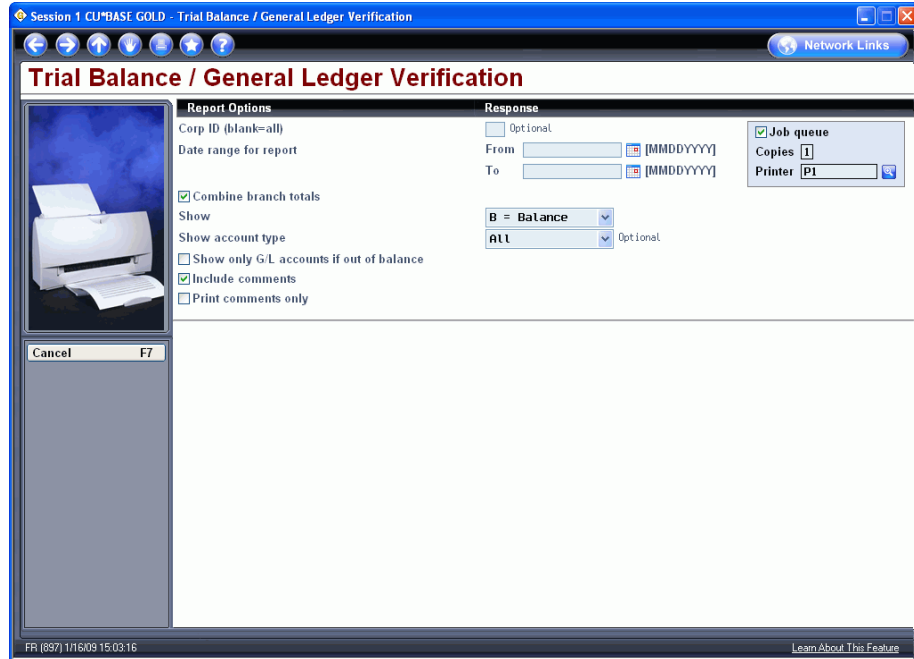 Session 1 CU*BASE GOLD - Trial Balance / General Ledger Verification
Network Links
Trial Balance / General Ledger Verification
Report Options Response
Corp ID (blank=all) Optional
Job queue
Date range for report From [MMDDYYYY]
Copies 1
To [MMDDYYYY]
Printer P1
Combine branch totals
Show B = Balance
Show account type All Optional
Show only G/L accounts if out of balance
Include comments
Print comments only
Cancel F7
FR (897) 1/16/09 15:03:16
Learn About This Feature